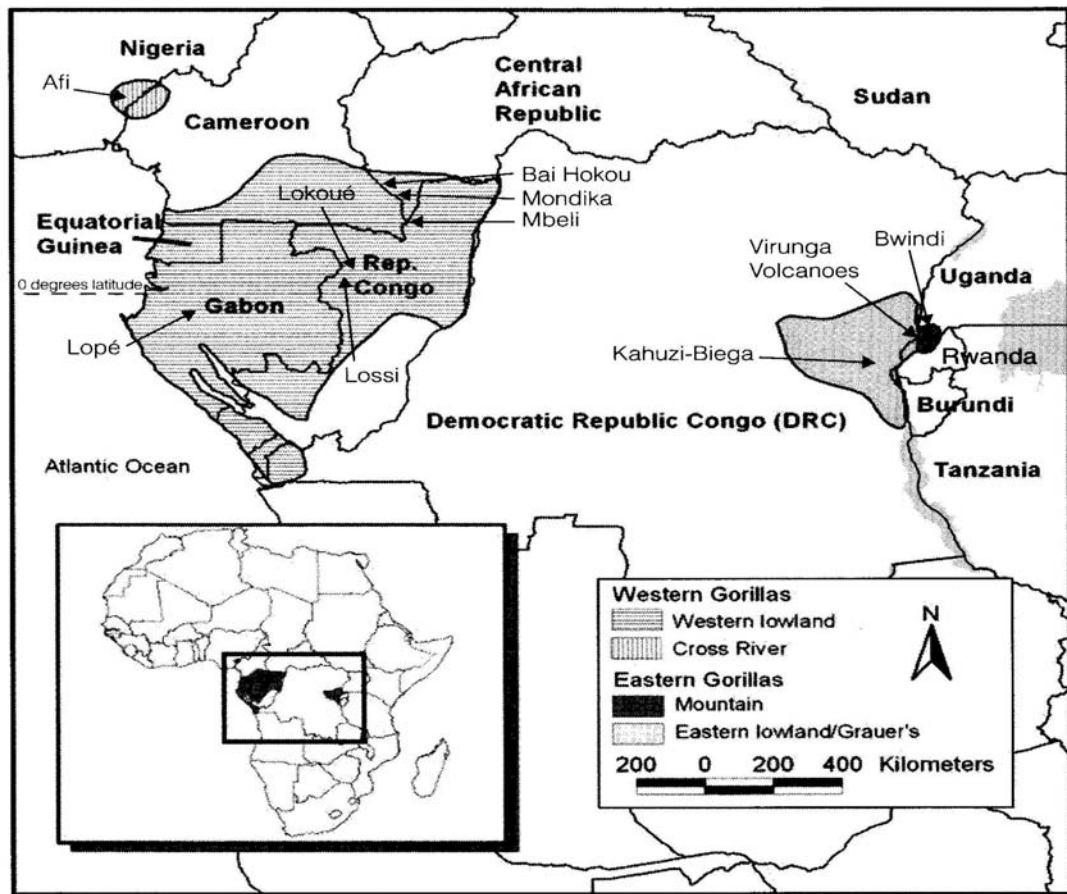 Nigeria
Afi
Cameroon
Central
African
Republic
Sudan
Bai Hokou
Mondika
Mbeli
Lokoué
Equatorial
Guinea
Rep.
Congo
0 degrees latitude
Gabon
Lopé
Lossi
Virunga
Volcanoes
Bwindi
Uganda
Kahuzi-Biega
Rwanda
Burundi
Democratic Republic Congo (DRC)
Atlantic Ocean
Tanzania
Western Gorillas
Western lowland
Cross River
Eastern Gorillas
Mountain
Eastern lowland/Grauer's
N
200 0 200 400 Kilometers